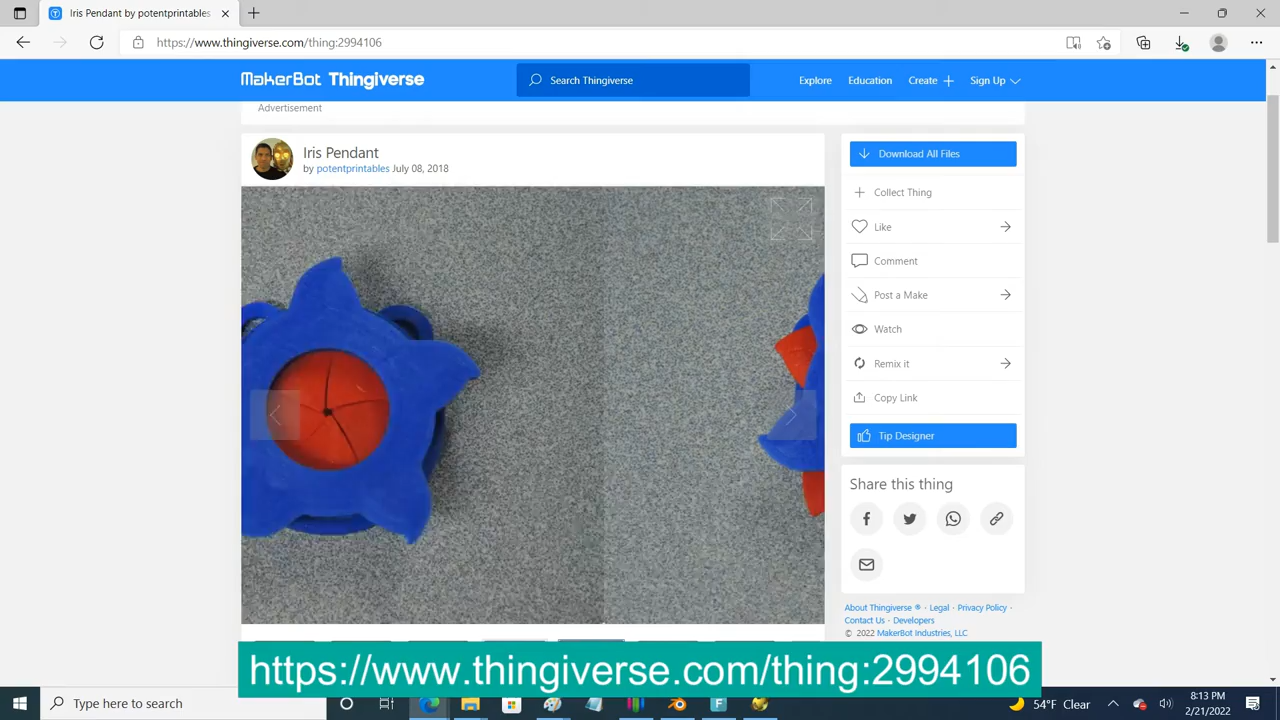 Iris Pendant by potentprintables
https://www.thingiverse.com/thing:2994106
MakerBot Thingiverse
Search Thingiverse
Explore
Education
Create
Sign Up
Advertisement
Iris Pendant
by potentprintables July 08, 2018
Download All Files
Collect Thing
Like
Comment
Post a Make
Watch
Remix it
Copy Link
Tip Designer
Share this thing
About Thingiverse ® · Legal · Privacy Policy ·
Contact Us · Developers
© 2022 MakerBot Industries, LLC
https://www.thingiverse.com/thing:2994106
Type here to search
54°F Clear
8:13 PM
2/21/2022